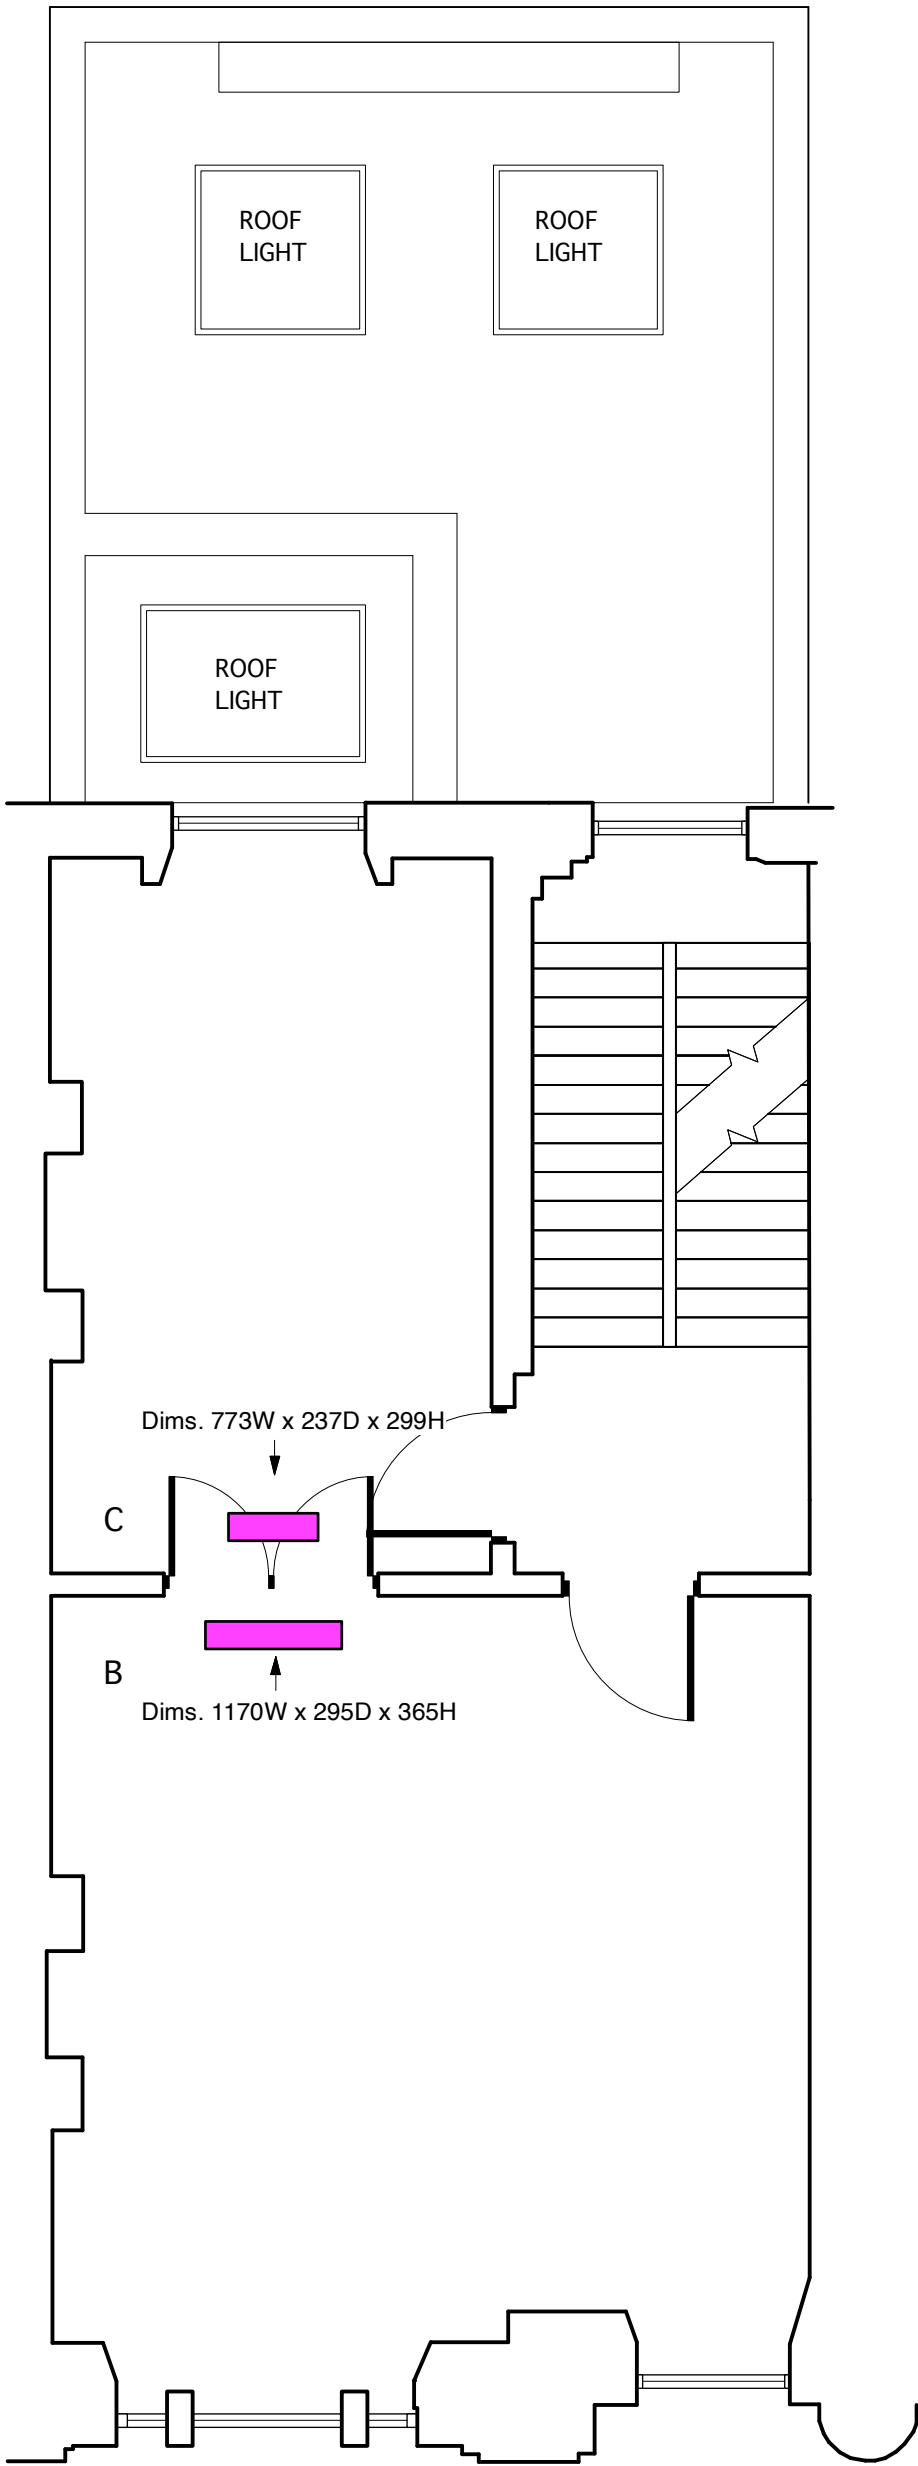 ROOF
LIGHT
ROOF
LIGHT
ROOF
LIGHT
Dims. 773W x 237D x 299H
C
B
Dims. 1170W x 295D x 365H